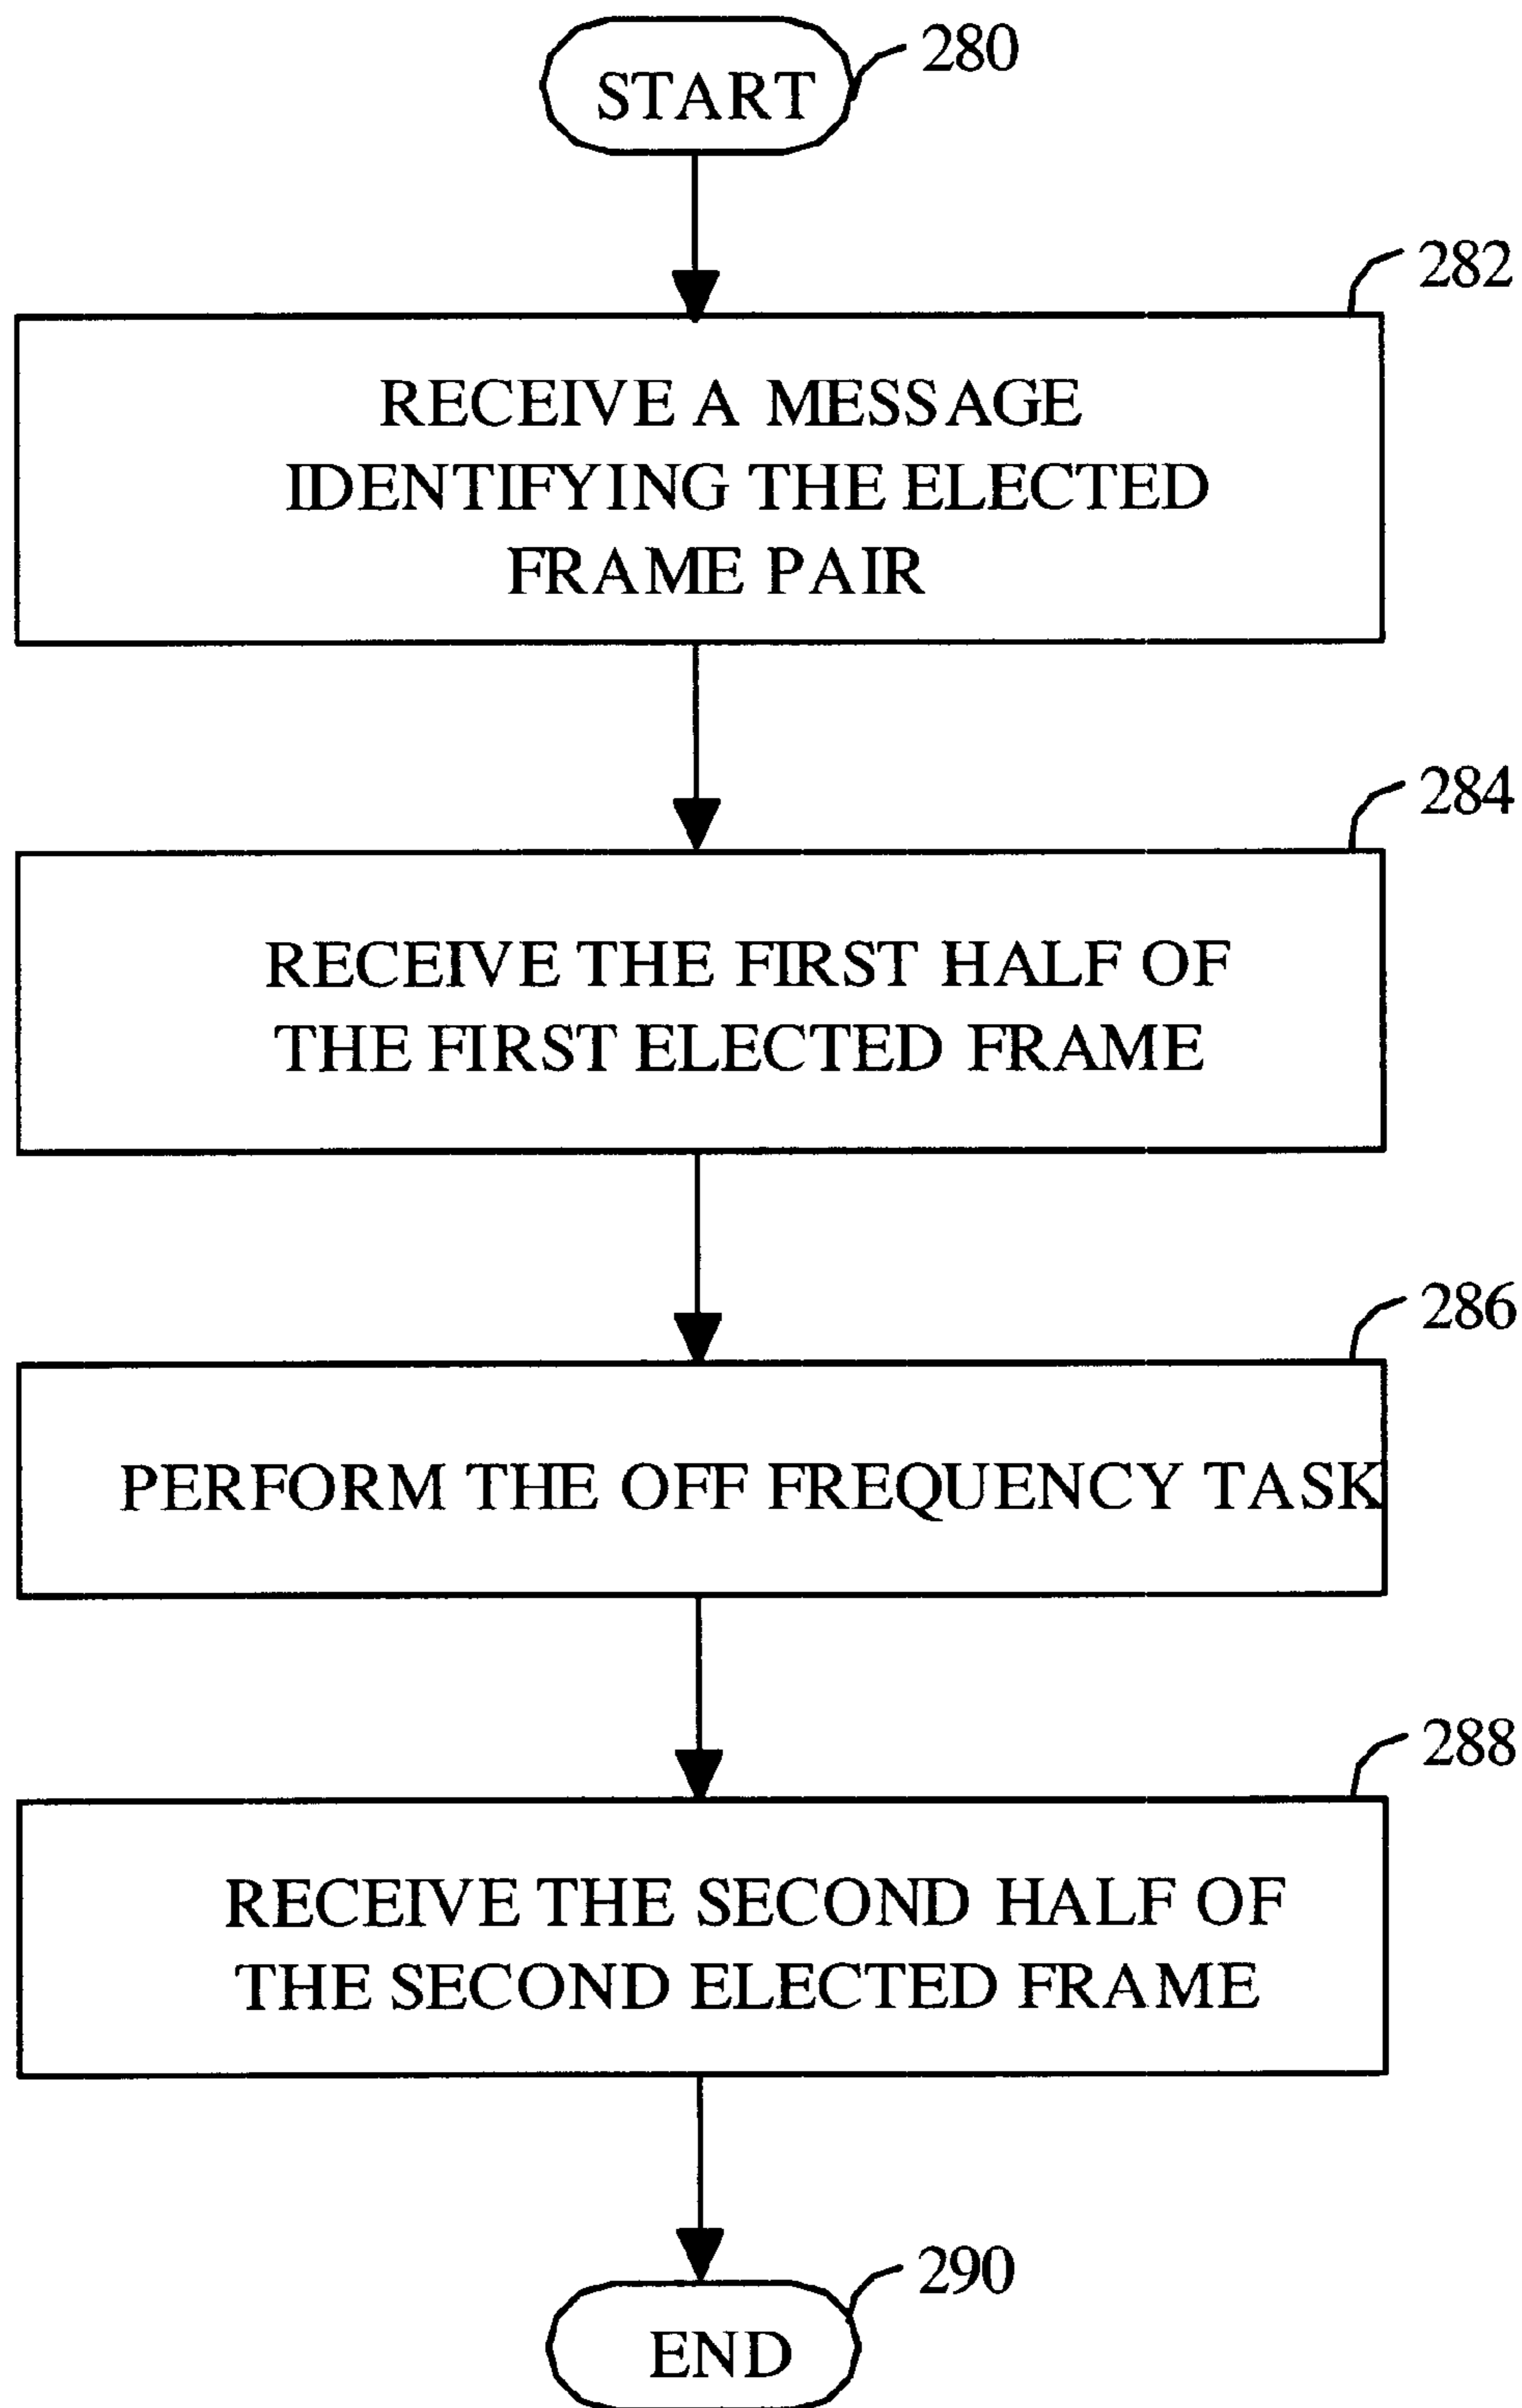 START
280
282
RECEIVE A MESSAGE
IDENTIFYING THE ELECTED
FRAME PAIR
284
RECEIVE THE FIRST HALF OF
THE FIRST ELECTED FRAME
286
PERFORM THE OFF FREQUENCY TASK
288
RECEIVE THE SECOND HALF OF
THE SECOND ELECTED FRAME
290
END